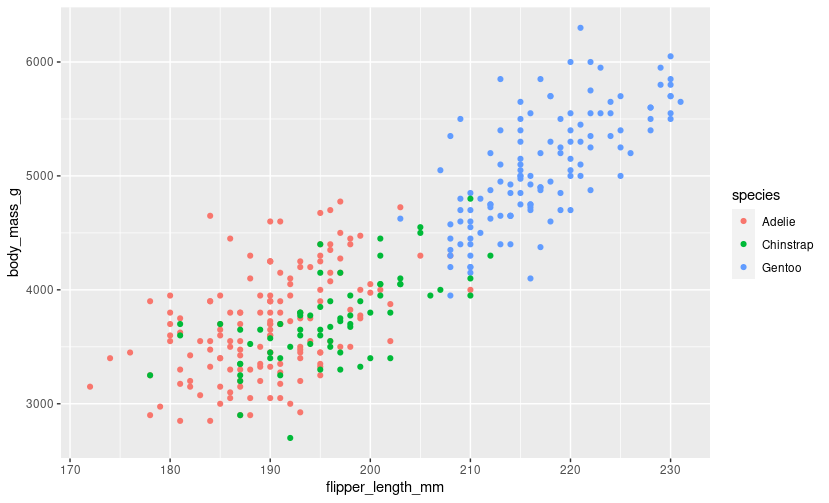 6000
5000
4000
3000
body_mass_g
170 180 190 200 210 220 230
flipper_length_mm
species
Adelie
Chinstrap
Gentoo